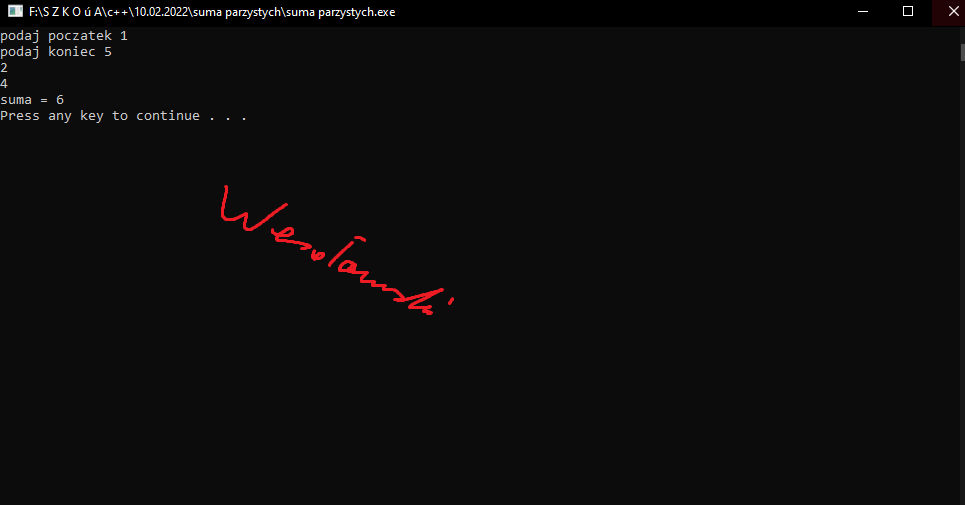 F:\S Z K O ú A\c++\10.02.2022\suma parzystych\suma parzystych.exe
podaj poczatek 1
podaj koniec 5
2
4
suma = 6
Press any key to continue . . .